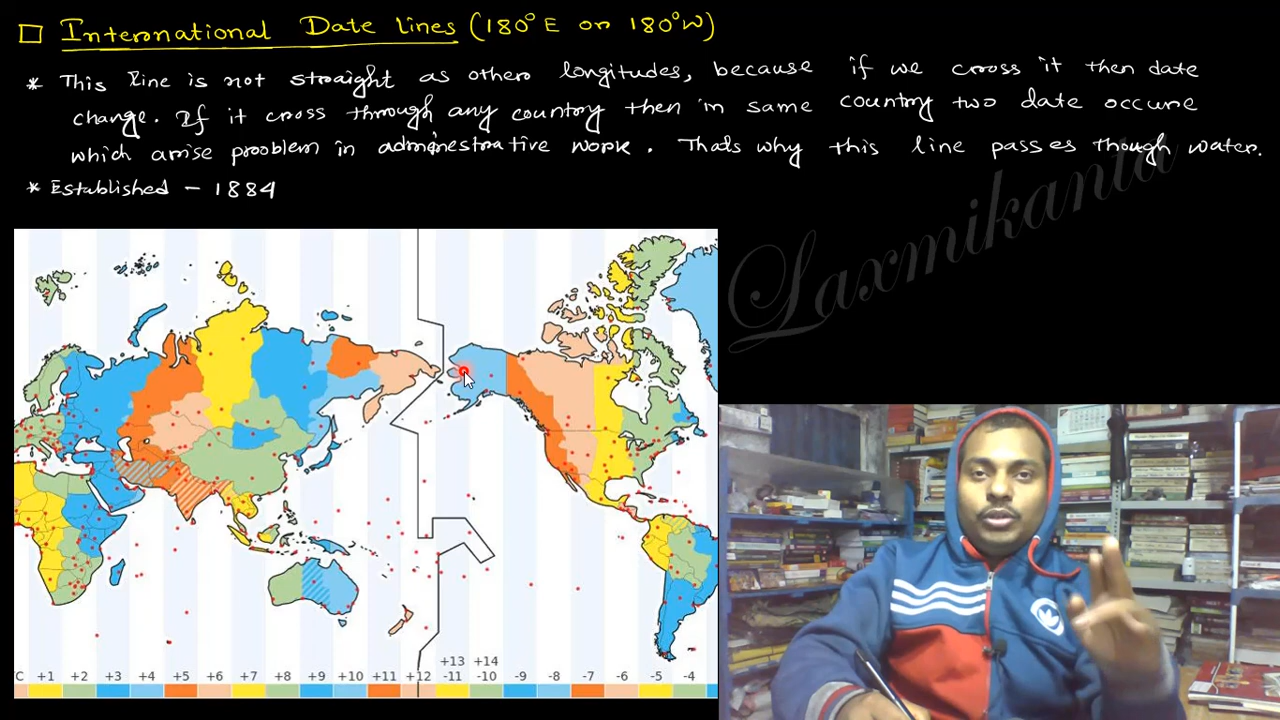 International Date Lines (180° E or 180° W)
* This line is not straight as others longitudes, because if we cross it then date
change. If it cross through any country then in same country two date occure
which arise problem in adminestrative work. That's why this line passes though water.
* Established - 1884
Laxmikanta
+13 +14
C +1 +2 +3 +4 +5 +6 +7 +8 +9 +10 +11 +12 -11 -10 -9 -8 -7 -6 -5 -4